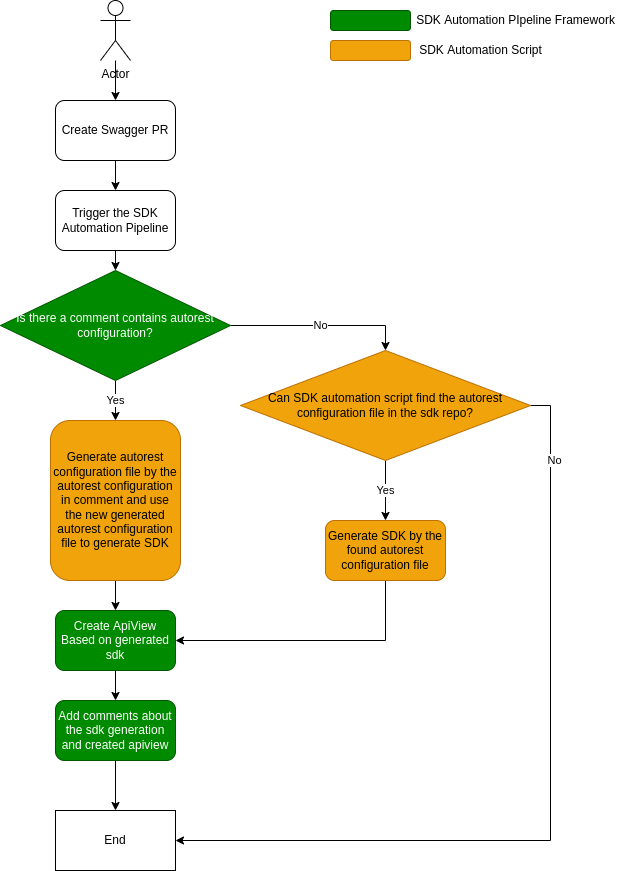 SDK Automation PIpeline Framework
SDK Automation Script
Actor
Create Swagger PR
Trigger the SDK
Automation Pipeline
Is there a comment contains autorest
configuration?
No
Can SDK automation script find the autorest
configuration file in the sdk repo?
Yes
No
Generate autorest
configuration file by the
autorest configuration
in comment and use
the new generated
autorest configuration
file to generate SDK
Yes
Generate SDK by the
found autorest
configuration file
Create ApiView
Based on generated
sdk
Add comments about
the sdk generation
and created apiview
End